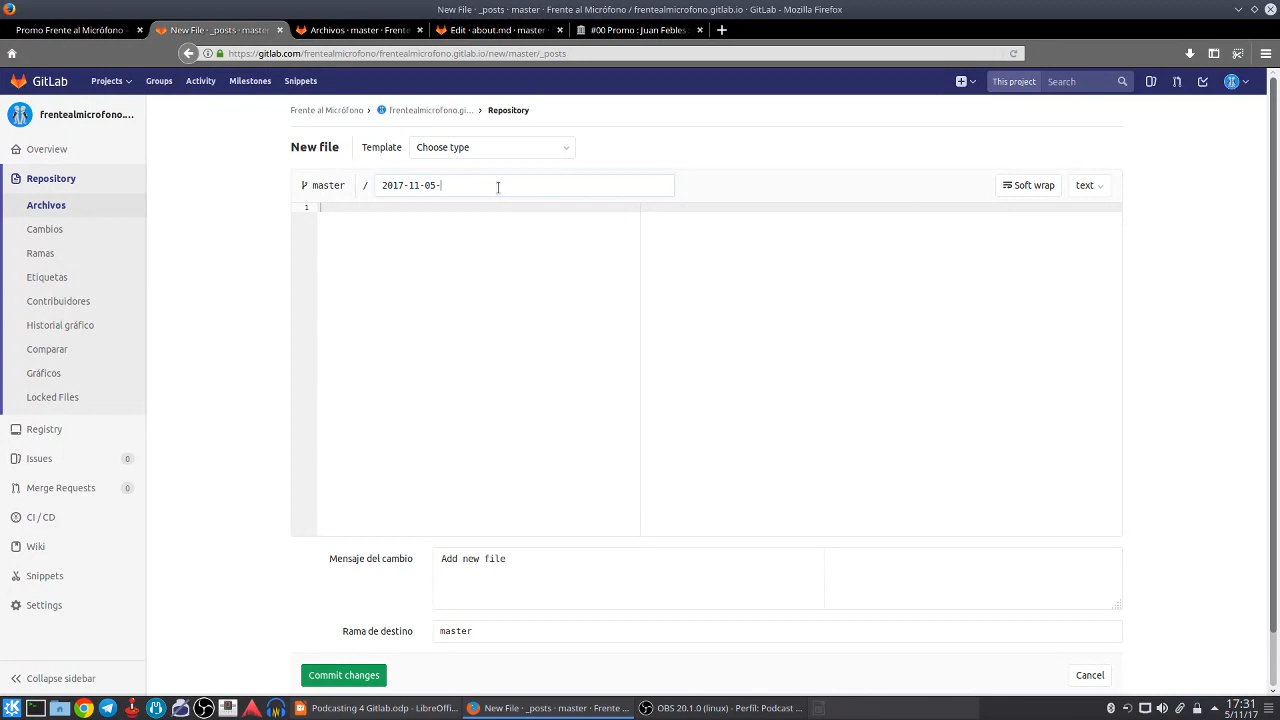 New File · _posts · master · Frente al Micrófono / frentealmicrofono.gitlab.io · GitLab - Mozilla Firefox
Promo Frente al Micrófono -
New File · _posts · master
Archivos · master · Frente
Edit · about.md · master ·
#00 Promo : Juan Febles
https://gitlab.com/frentealmicrofono/frentealmicrofono.gitlab.io/new/master/_posts
GitLab
Projects
Groups
Activity
Milestones
Snippets
This project
Search
frentealmicrofono....
Frente al Micrófono
frentealmicrofono.gi...
Repository
Overview
New file
Template
Choose type
Repository
master
/
2017-11-05-
Soft wrap
text
Archivos
1
Cambios
Ramas
Etiquetas
Contribuidores
Historial gráfico
Comparar
Gráficos
Locked Files
Registry
Issues
0
Merge Requests
0
CI / CD
Wiki
Snippets
Settings
Mensaje del cambio
Add new file
Rama de destino
master
Collapse sidebar
Commit changes
Cancel
Podcasting 4 Gitlab.odp - LibreOffi...
New File · _posts · master · Frente ...
OBS 20.1.0 (linux) - Perfil: Podcast ...
17:31
5/11/17